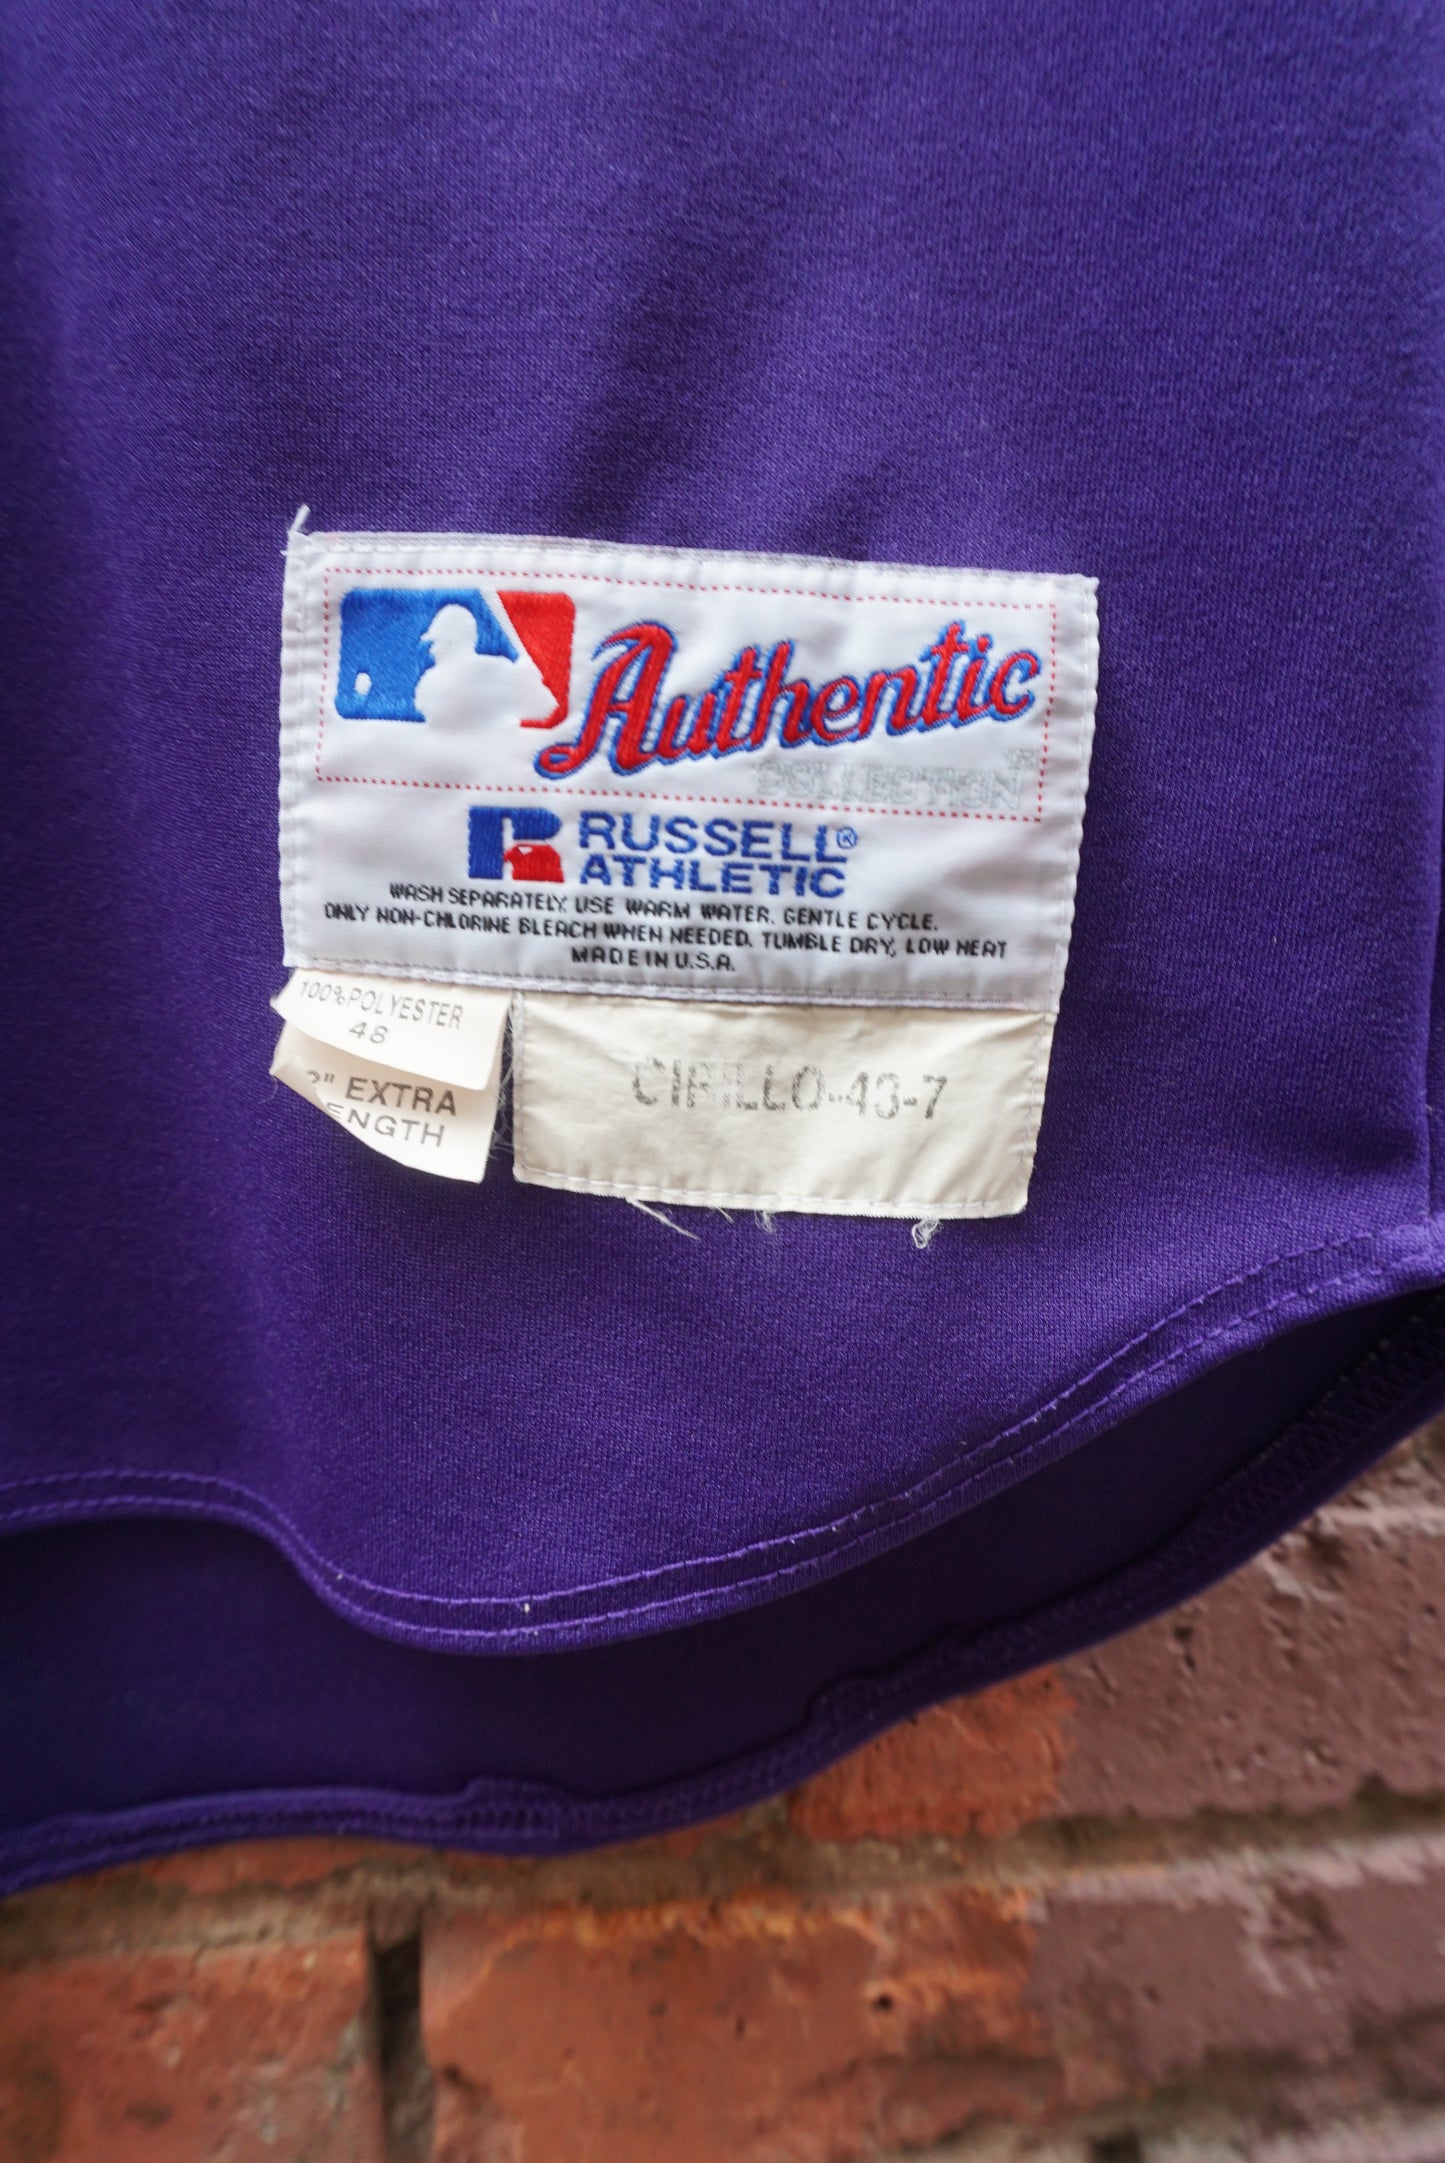 Authentic
COLLECTION™
RUSSELL®
ATHLETIC
WASH SEPARATELY. USE WARM WATER. GENTLE CYCLE.
ONLY NON-CHLORINE BLEACH WHEN NEEDED. TUMBLE DRY, LOW HEAT
MADE IN U.S.A.
100% POLYESTER
48
EXTRA
ENGTH
CIRILLO-43-7